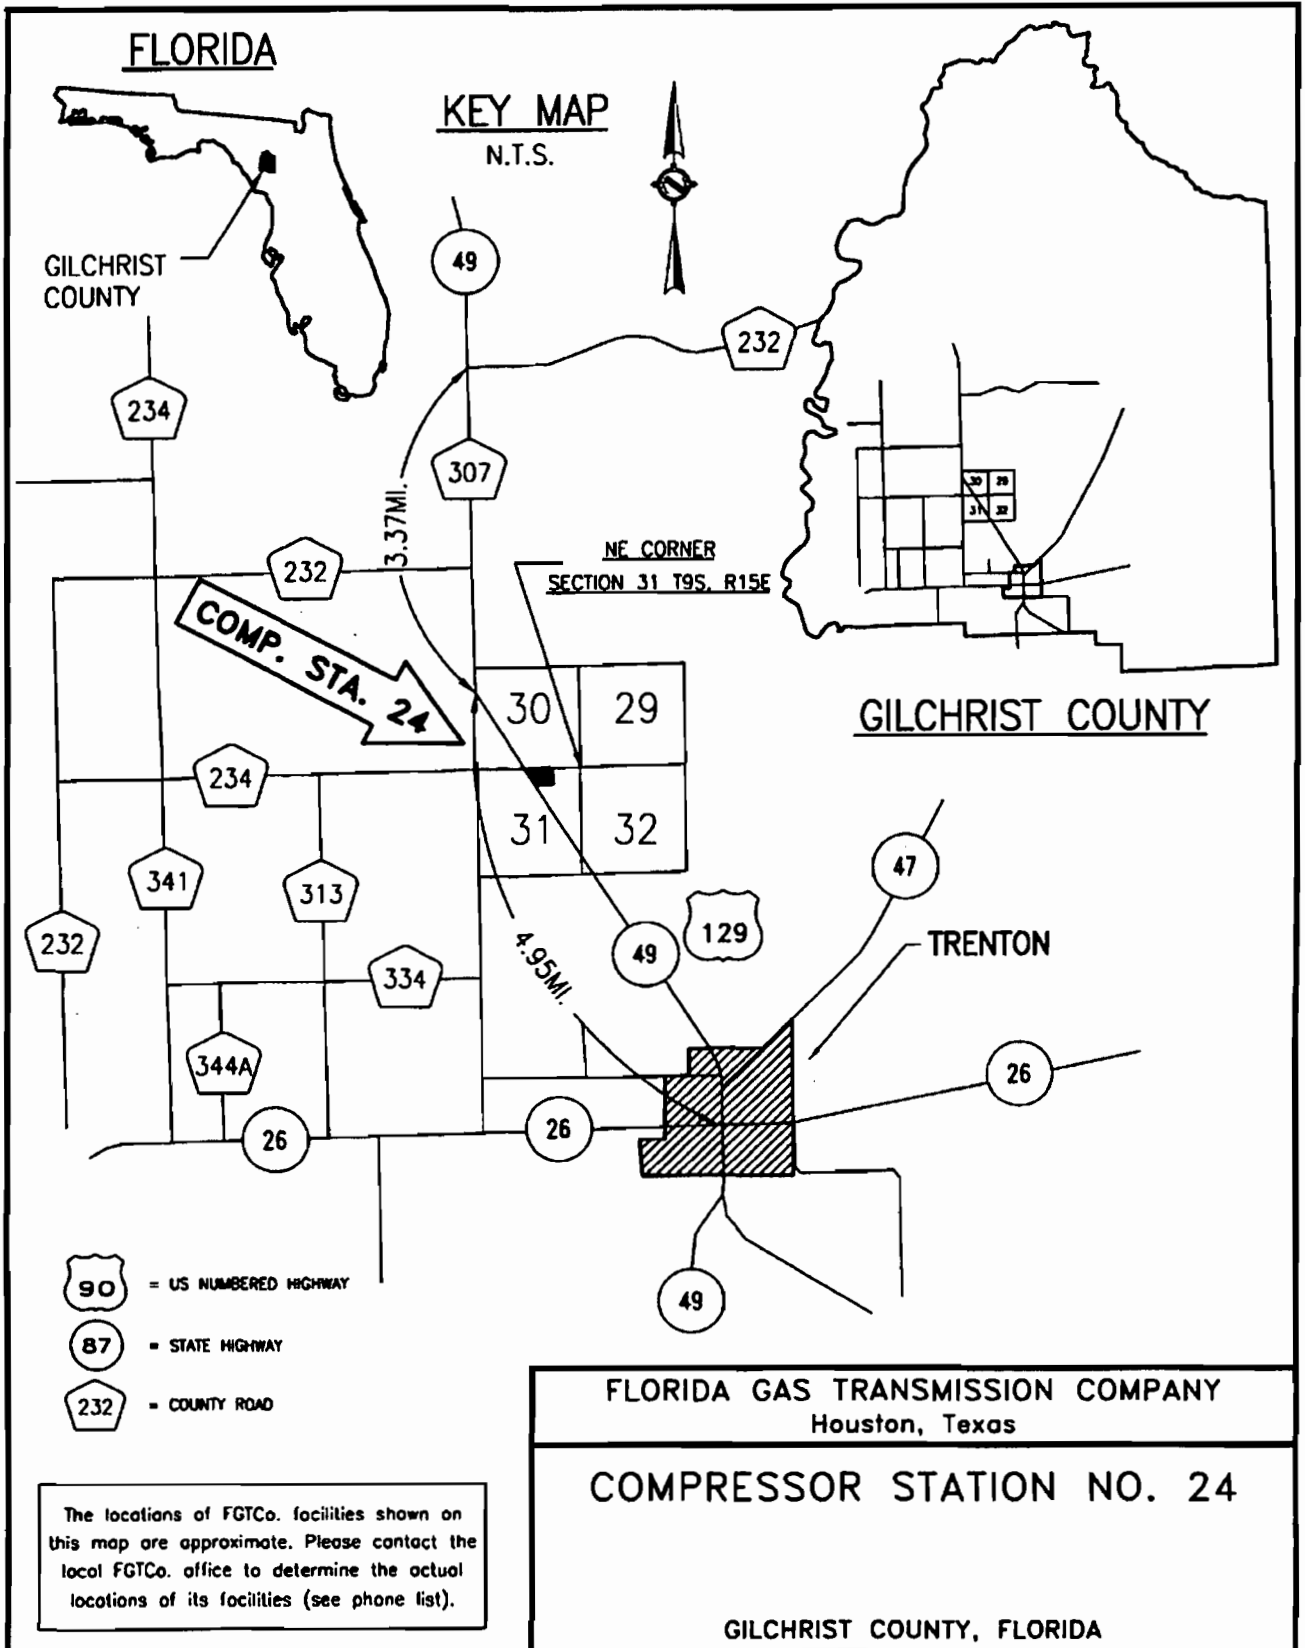 FLORIDA
KEY MAP
N.T.S.
GILCHRIST
COUNTY
49
232
234
307
3.37MI.
30 29
31 32
232
NE CORNER
SECTION 31 T9S, R15E
COMP. STA. 24
30 29
GILCHRIST COUNTY
234
31 32
341
313
47
232
129
49
TRENTON
334
4.95MI.
344A
26
26
26
49
90 = US NUMBERED HIGHWAY
87 = STATE HIGHWAY
232 = COUNTY ROAD
FLORIDA GAS TRANSMISSION COMPANY
Houston, Texas
COMPRESSOR STATION NO. 24
The locations of FGTCo. facilities shown on
this map are approximate. Please contact the
local FGTCo. office to determine the actual
locations of its facilities (see phone list).
GILCHRIST COUNTY, FLORIDA